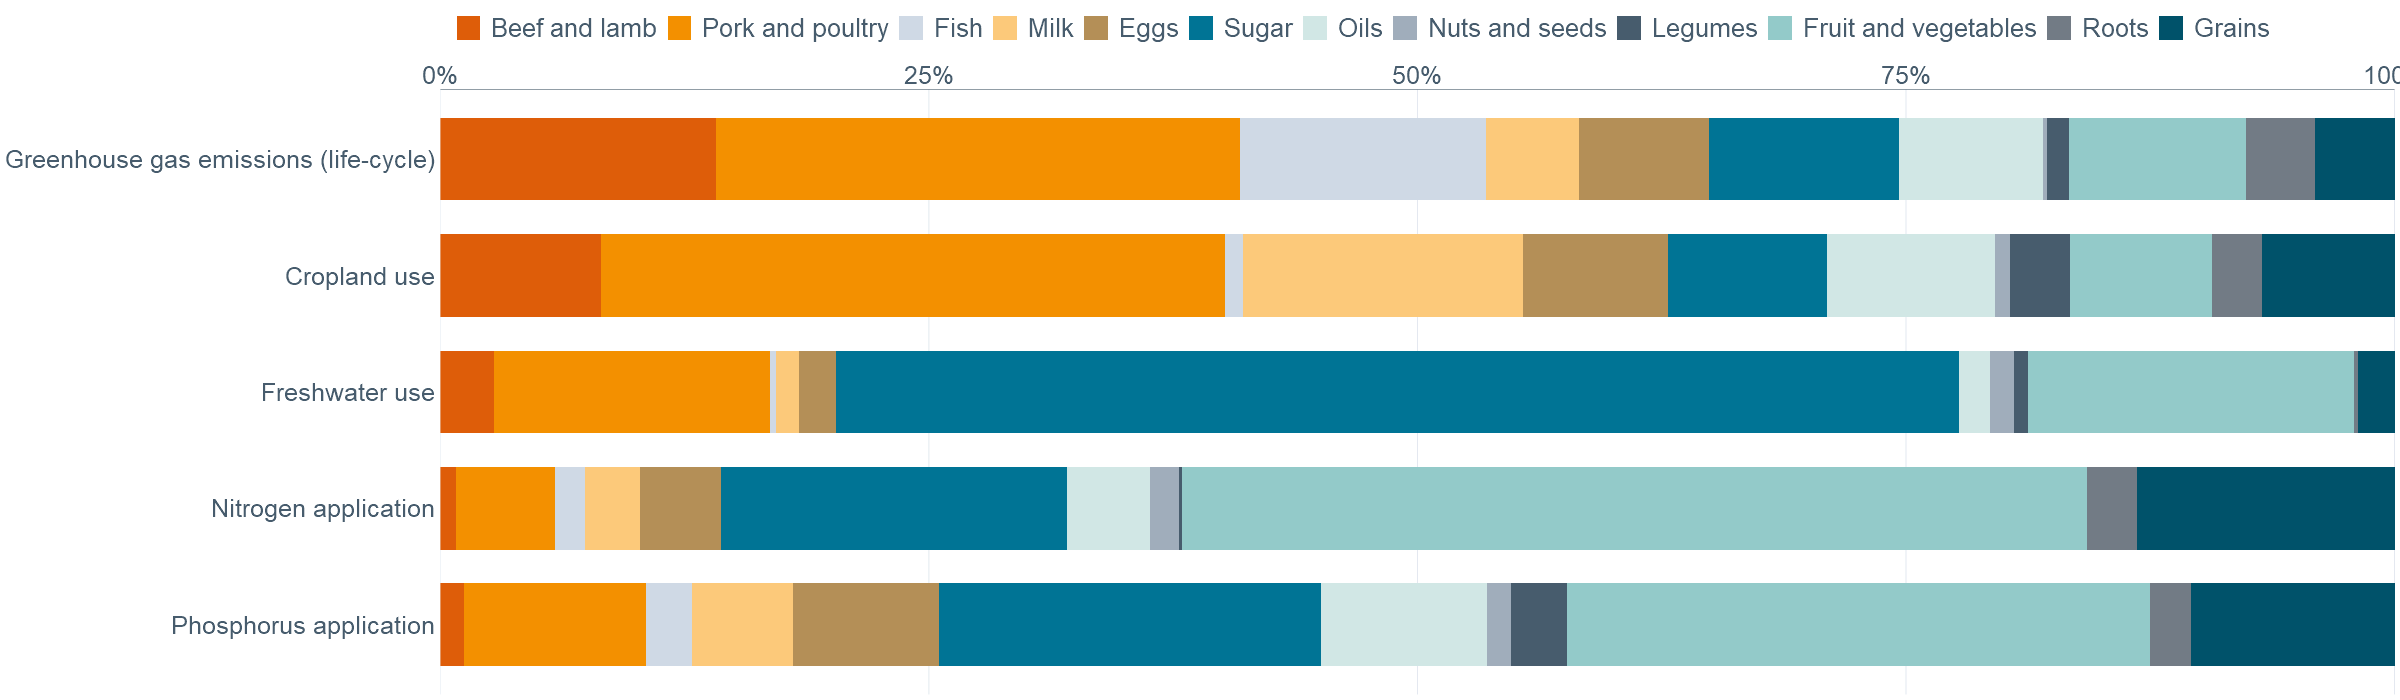 Beef and lamb Pork and poultry Fish Milk Eggs Sugar Oils Nuts and seeds Legumes Fruit and vegetables Roots Grains
0% 25% 50% 75% 100
Greenhouse gas emissions (life-cycle)
Cropland use
Freshwater use
Nitrogen application
Phosphorus application